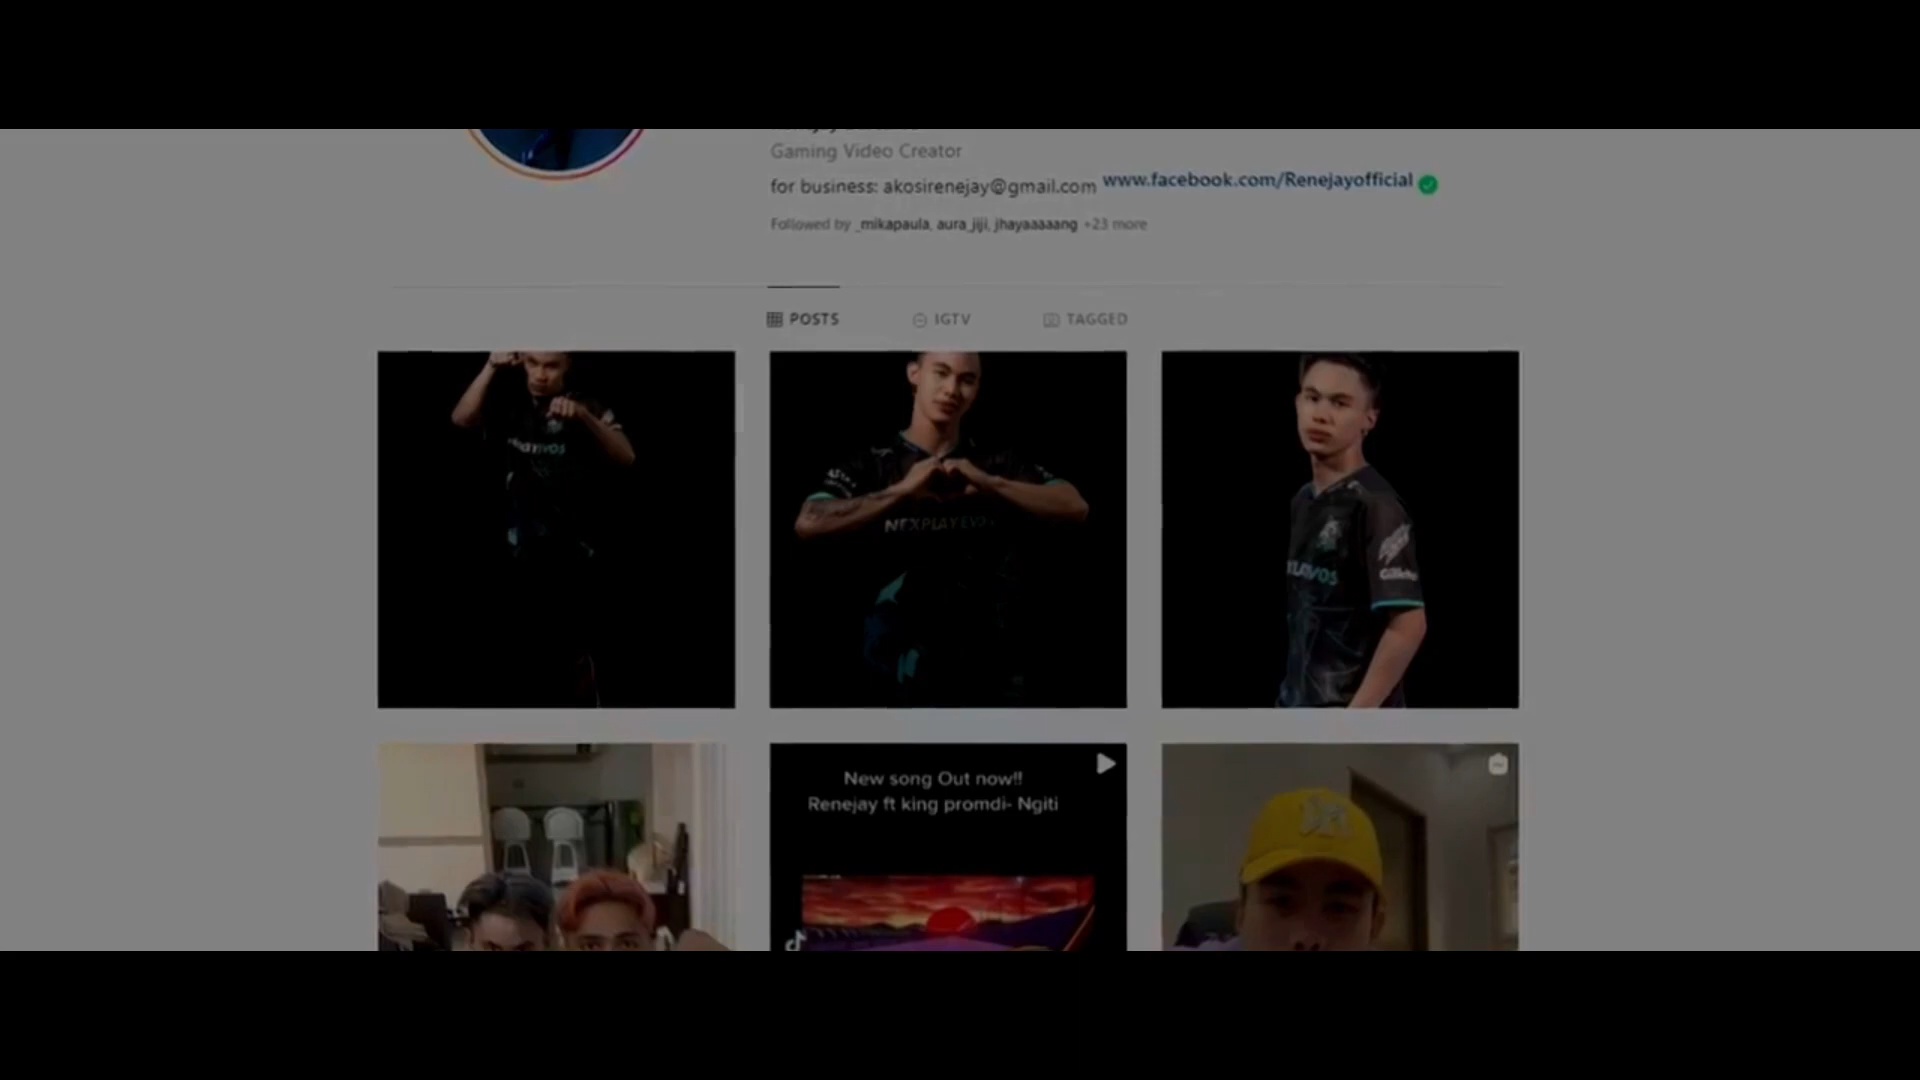 Gaming Video Creator
for business: akosirenejay@gmail.com www.facebook.com/Renejayofficial
Followed by _mikapaula, aura_jiji, jhayaaaaang +23 more
POSTS IGTV TAGGED
NEXPLAYEVOS
New song Out now!!
Renejay ft king promdi- Ngiti